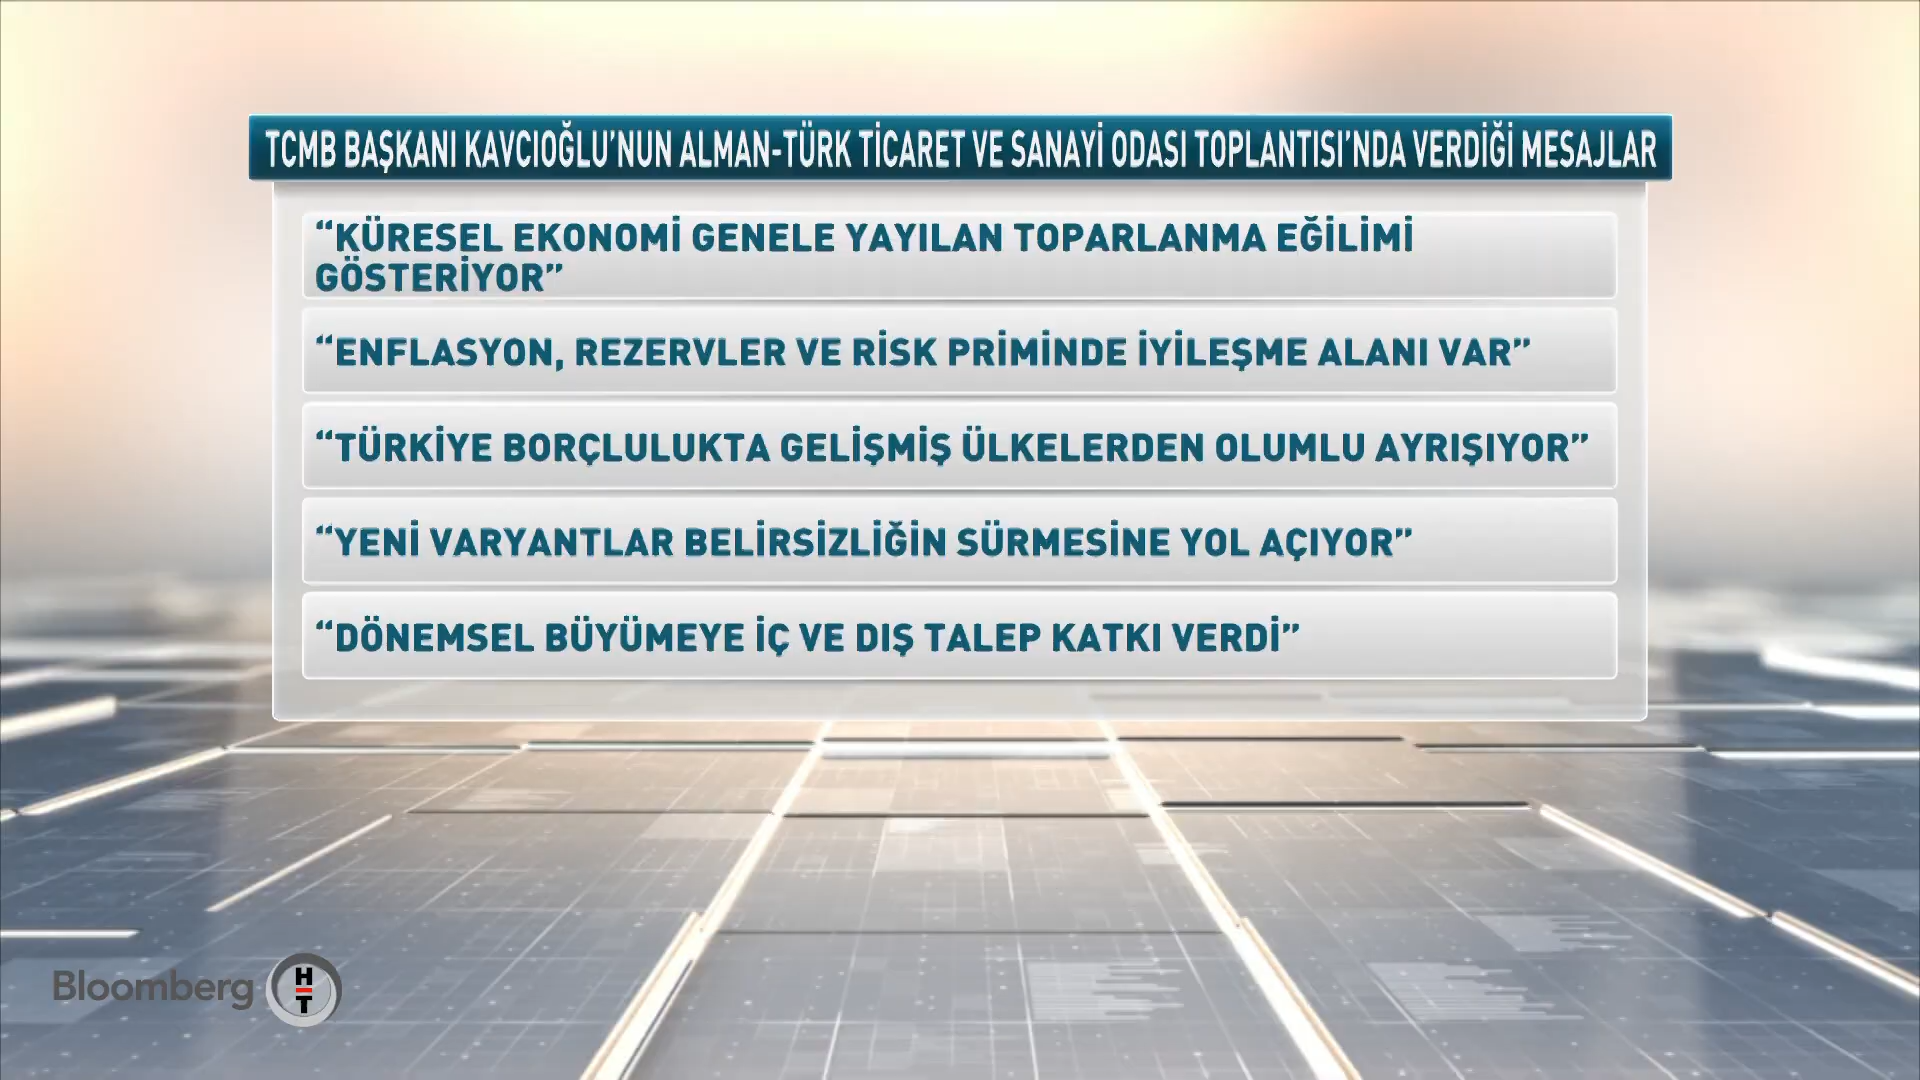 TCMB BAŞKANI KAVCIOĞLU'NUN ALMAN-TÜRK TİCARET VE SANAYİ ODASI TOPLANTISI'NDA VERDİĞİ MESAJLAR
“KÜRESEL EKONOMİ GENELE YAYILAN TOPARLANMA EĞİLİMİ
GÖSTERİYOR”
“ENFLASYON, REZERVLER VE RİSK PRİMİNDE İYİLEŞME ALANI VAR”
“TÜRKİYE BORÇLULUKTA GELİŞMİŞ ÜLKELERDEN OLUMLU AYRIŞIYOR”
“YENİ VARYANTLAR BELİRSİZLİĞİN SÜRMESİNE YOL AÇIYOR”
“DÖNEMSEL BÜYÜMEYE İÇ VE DIŞ TALEP KATKI VERDİ”
Bloomberg HT